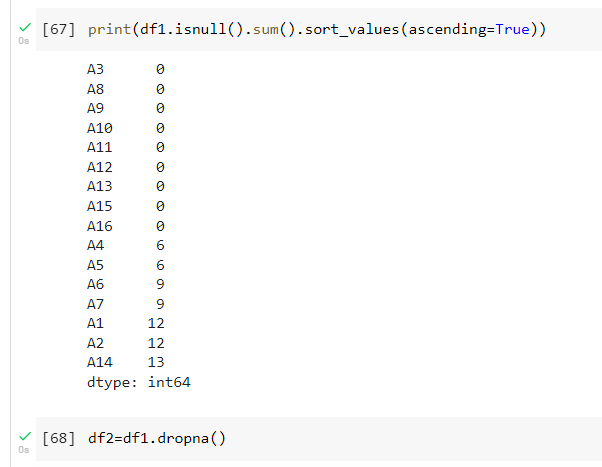 [67] print(df1.isnull().sum().sort_values(ascending=True))
0s
A3 0
A8 0
A9 0
A10 0
A11 0
A12 0
A13 0
A15 0
A16 0
A4 6
A5 6
A6 9
A7 9
A1 12
A2 12
A14 13
dtype: int64
[68] df2=df1.dropna()
0s